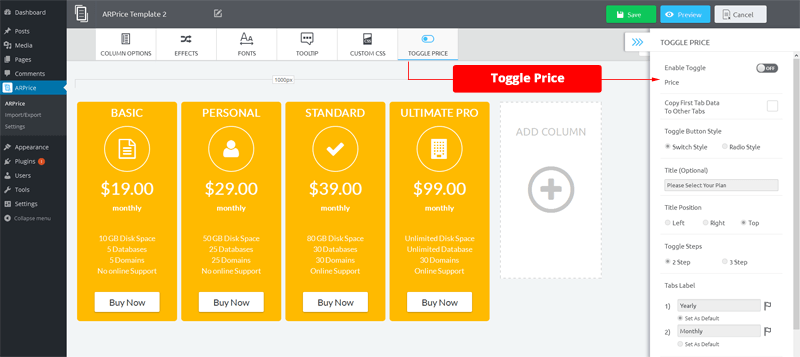 Dashboard
Posts
Media
Pages
Comments
ARPrice
ARPrice
Import/Export
Settings
Appearance
Plugins
Users
Tools
Settings
Collapse menu
ARPrice Template 2
Save
Preview
Cancel
COLUMN OPTIONS
EFFECTS
FONTS
TOOLTIP
CUSTOM CSS
TOGGLE PRICE
1000px
Toggle Price
BASIC
$19.00
monthly
10 GB Disk Space
5 Databases
5 Domains
No online Support
Buy Now
PERSONAL
$29.00
monthly
50 GB Disk Space
25 Databases
25 Domains
No online Support
Buy Now
STANDARD
$39.00
monthly
80 GB Disk Space
30 Databases
30 Domains
Online Support
Buy Now
ULTIMATE PRO
$99.00
monthly
Unlimited Disk Space
Unlimited Database
30 Domains
Online Support
Buy Now
ADD COLUMN
TOGGLE PRICE
Enable Toggle
Price
OFF
Copy First Tab Data
To Other Tabs
Toggle Button Style
Switch Style Radio Style
Title (Optional)
Please Select Your Plan
Title Position
Left Right Top
Toggle Steps
2 Step 3 Step
Tabs Label
1) Yearly
Set As Default
2) Monthly
Set As Default